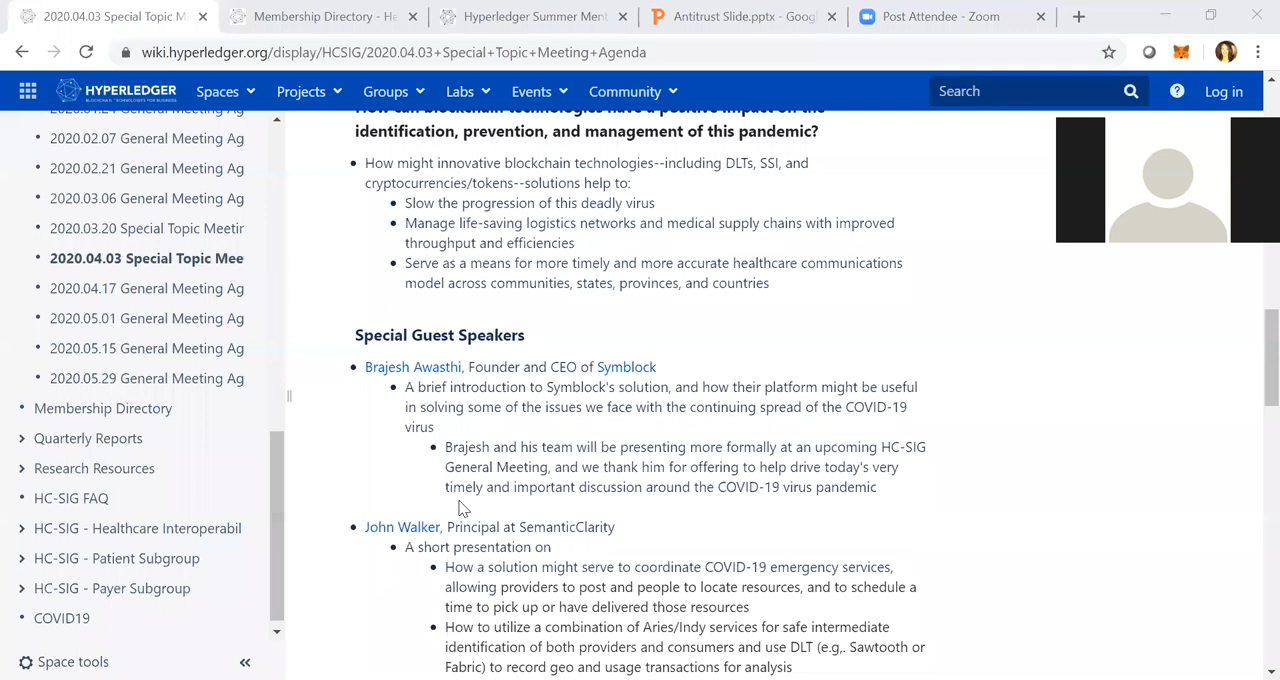 2020.04.03 Special Topic M
Membership Directory - He
Hyperledger Summer Ment
Antitrust Slide.pptx - Googl
Post Attendee - Zoom
wiki.hyperledger.org/display/HCSIG/2020.04.03+Special+Topic+Meeting+Agenda
HYPERLEDGER
BLOCKCHAIN TECHNOLOGIES FOR BUSINESS
Spaces
Projects
Groups
Labs
Events
Community
Search
Log in
2020.02.07 General Meeting Ag
2020.02.21 General Meeting Ag
2020.03.06 General Meeting Ag
2020.03.20 Special Topic Meetir
2020.04.03 Special Topic Mee
2020.04.17 General Meeting Ag
2020.05.01 General Meeting Ag
2020.05.15 General Meeting Ag
2020.05.29 General Meeting Ag
Membership Directory
Quarterly Reports
Research Resources
HC-SIG FAQ
HC-SIG - Healthcare Interoperabil
HC-SIG - Patient Subgroup
HC-SIG - Payer Subgroup
COVID19
Space tools
How can blockchain technologies have a positive impact on the
identification, prevention, and management of this pandemic?
How might innovative blockchain technologies--including DLTs, SSI, and
cryptocurrencies/tokens--solutions help to:
Slow the progression of this deadly virus
Manage life-saving logistics networks and medical supply chains with improved
throughput and efficiencies
Serve as a means for more timely and more accurate healthcare communications
model across communities, states, provinces, and countries
Special Guest Speakers
Brajesh Awasthi, Founder and CEO of Symblock
A brief introduction to Symblock's solution, and how their platform might be useful
in solving some of the issues we face with the continuing spread of the COVID-19
virus
Brajesh and his team will be presenting more formally at an upcoming HC-SIG
General Meeting, and we thank him for offering to help drive today's very
timely and important discussion around the COVID-19 virus pandemic
John Walker, Principal at SemanticClarity
A short presentation on
How a solution might serve to coordinate COVID-19 emergency services,
allowing providers to post and people to locate resources, and to schedule a
time to pick up or have delivered those resources
How to utilize a combination of Aries/Indy services for safe intermediate
identification of both providers and consumers and use DLT (e.g,. Sawtooth or
Fabric) to record geo and usage transactions for analysis